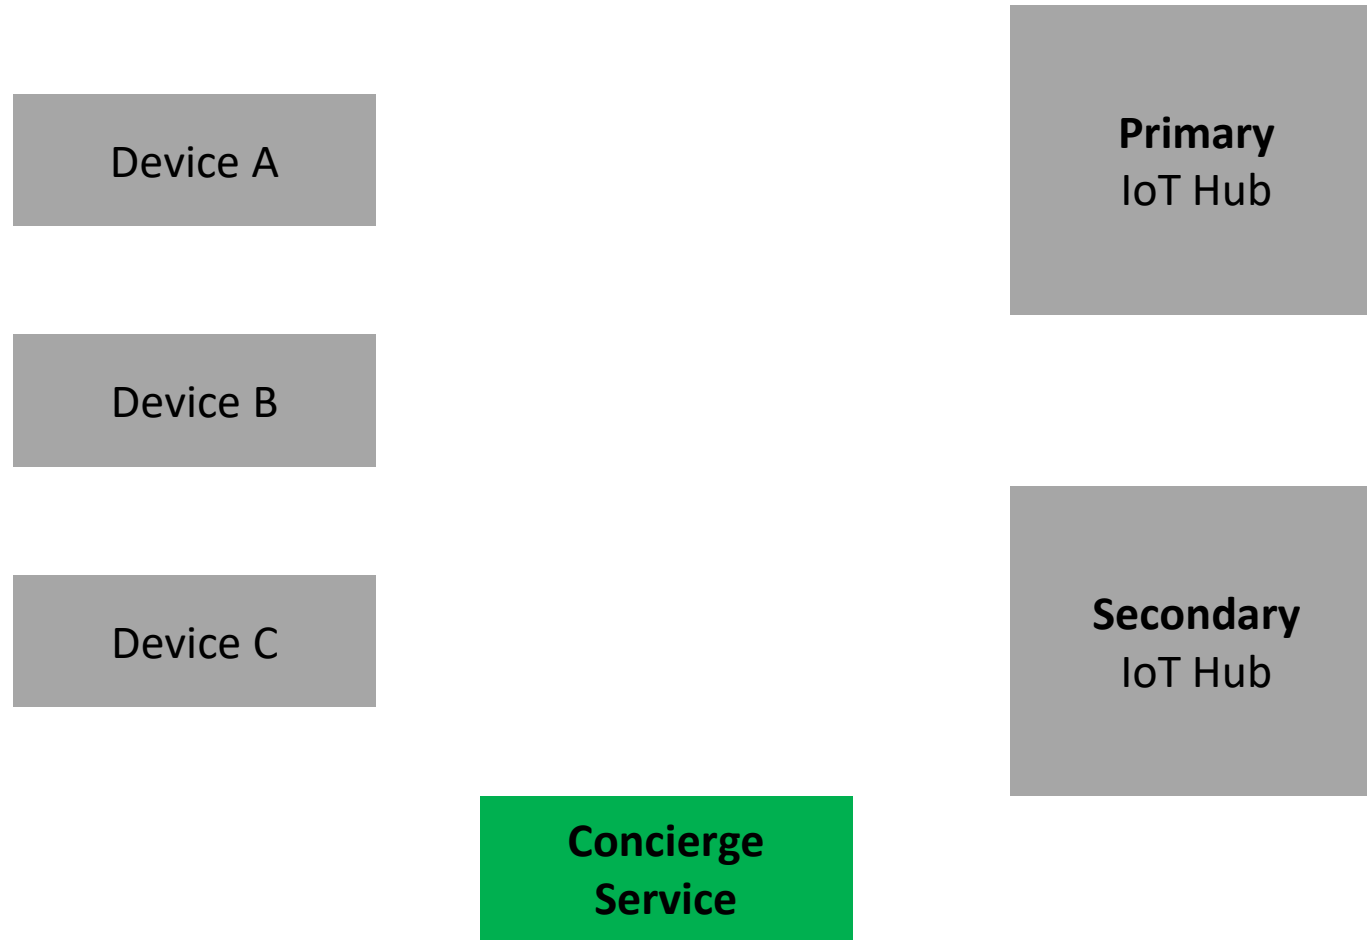 Device A
Primary
IoT Hub
Device B
Device C
Secondary
IoT Hub
Concierge
Service